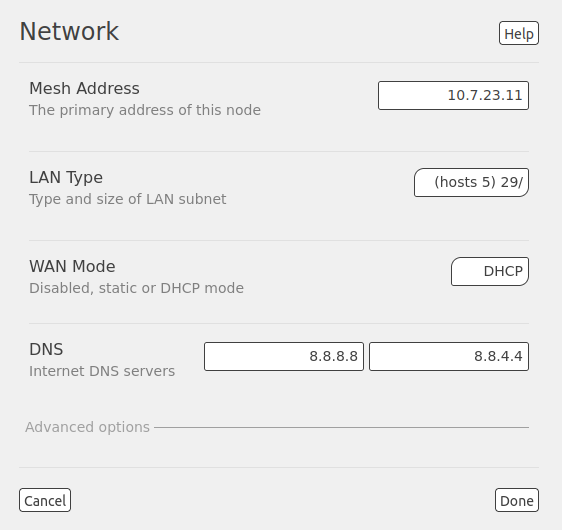 Network
Help
Mesh Address
10.7.23.11
The primary address of this node
LAN Type
(hosts 5) 29/
Type and size of LAN subnet
WAN Mode
DHCP
Disabled, static or DHCP mode
DNS
8.8.8.8
8.8.4.4
Internet DNS servers
Advanced options
Cancel
Done